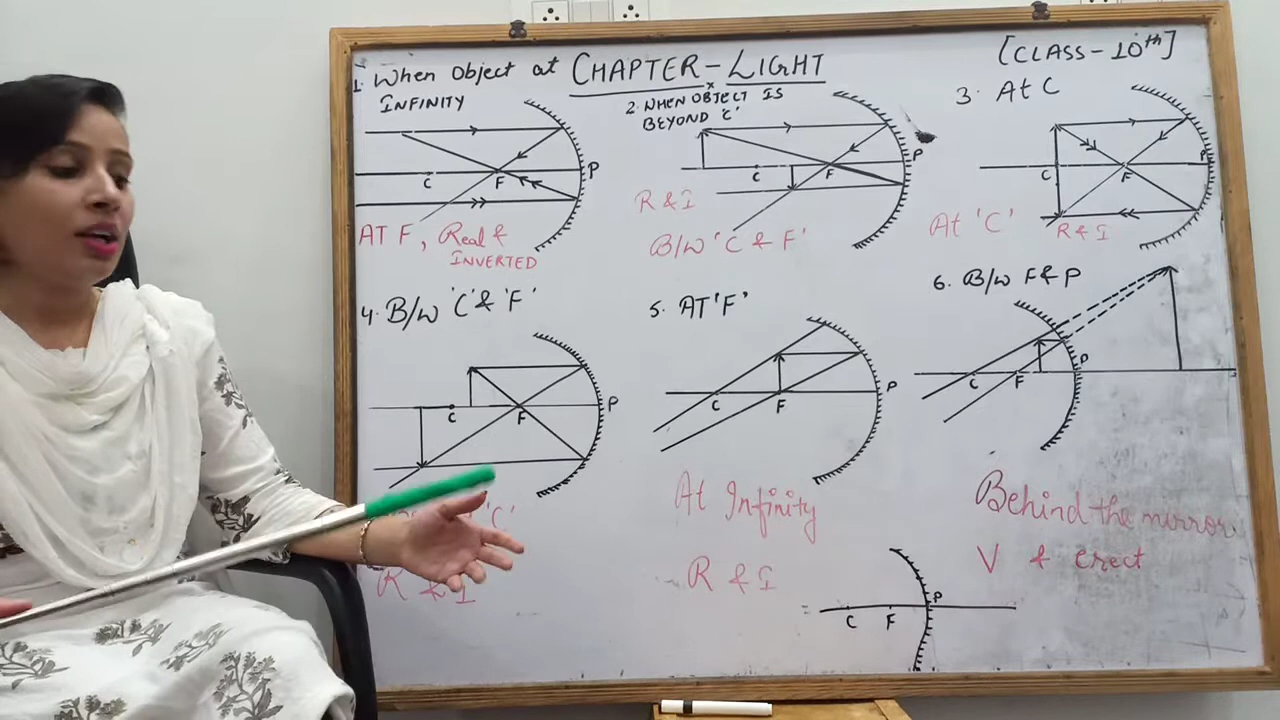 CHAPTER-LIGHT
[CLASS-10th]
1. When Object at
INFINITY
C
F
P
AT F, Real &
INVERTED
2. WHEN OBJECT IS
BEYOND 'C'
C
F
P
R & I
B/W 'C & F'
3. At C
C
F
P
At 'C'
R & I
4. B/W 'C' & 'F'
C
F
P
'C'
R & I
5. AT 'F'
C
F
P
At Infinity
R & I
6. B/W F & P
C
F
P
Behind the mirror
V & erect
C
F
P